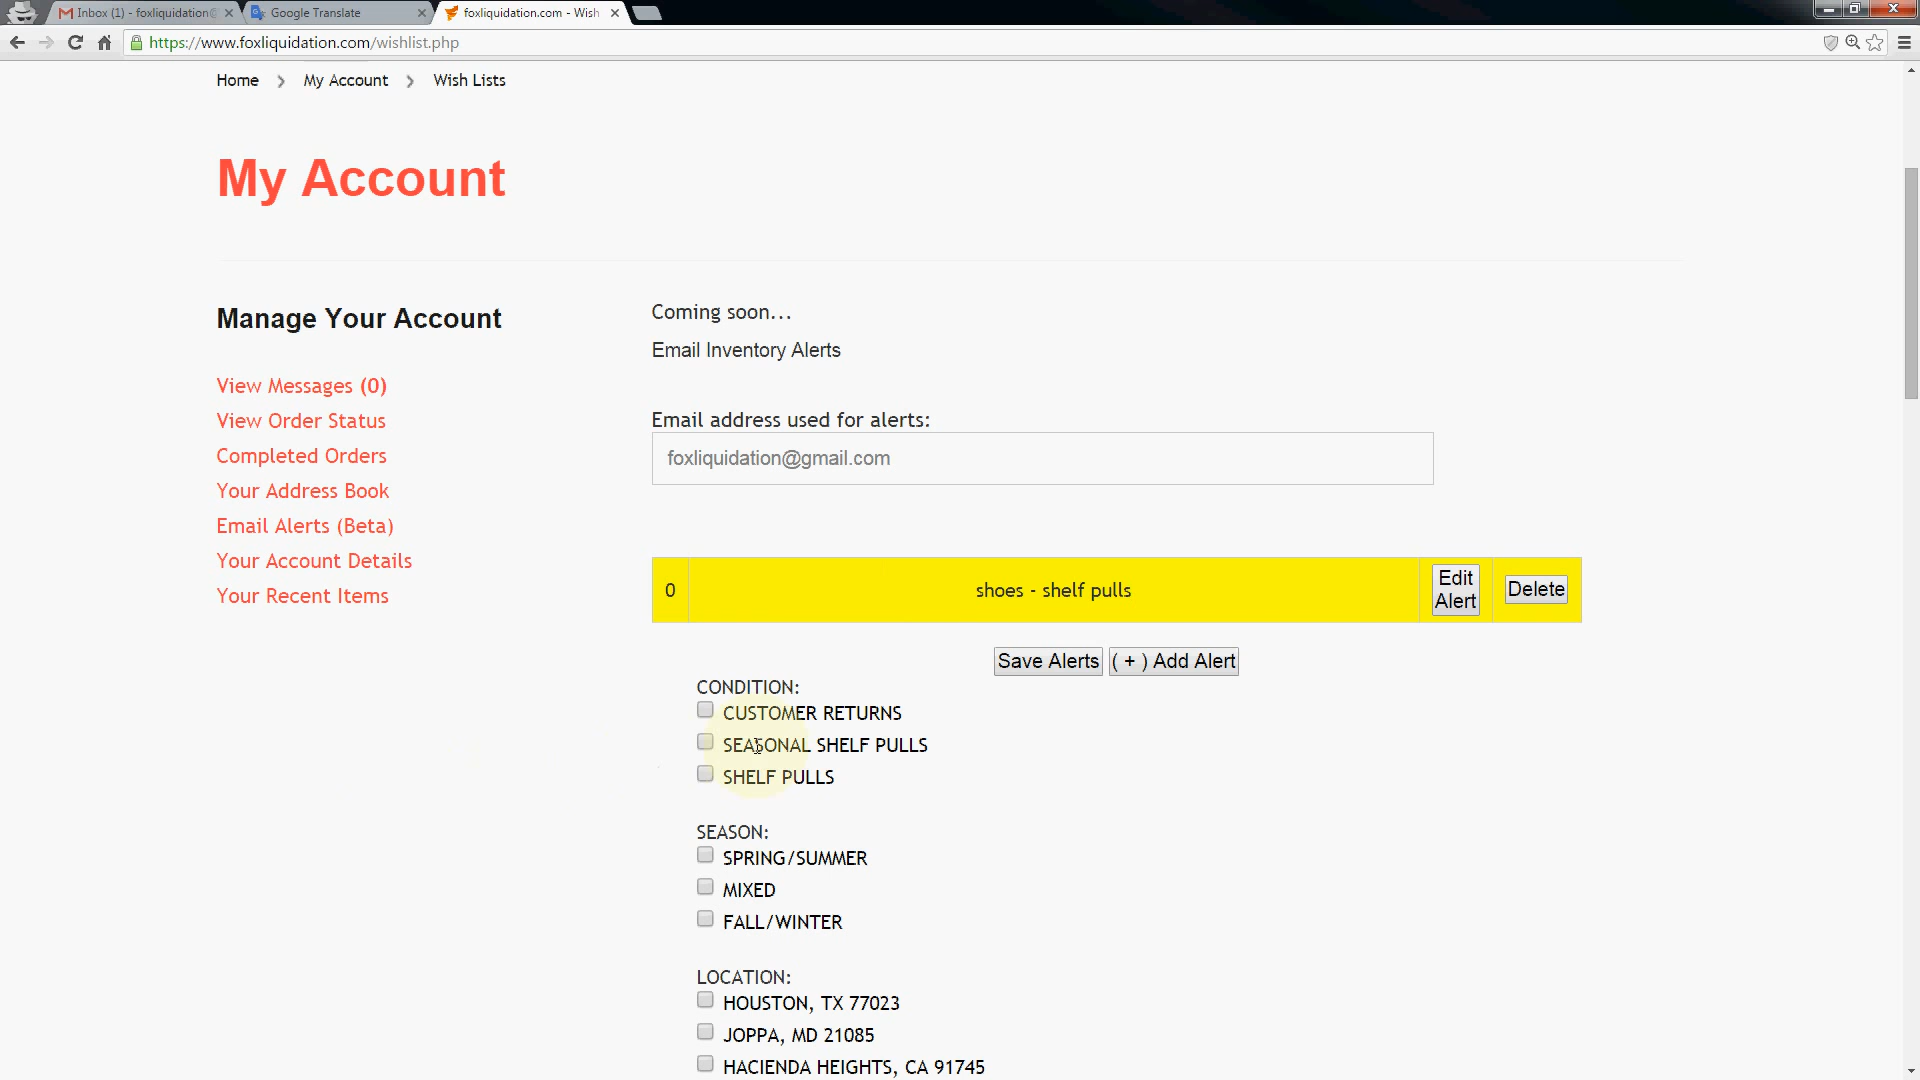 Inbox (1) - foxliquidation@
Google Translate
foxliquidation.com - Wish
https://www.foxliquidation.com/wishlist.php
Home > My Account > Wish Lists
My Account
Manage Your Account
View Messages (0)
View Order Status
Completed Orders
Your Address Book
Email Alerts (Beta)
Your Account Details
Your Recent Items
Coming soon...
Email Inventory Alerts
Email address used for alerts:
foxliquidation@gmail.com
0 shoes - shelf pulls Edit Alert Delete
Save Alerts ( + ) Add Alert
CONDITION:
CUSTOMER RETURNS
SEASONAL SHELF PULLS
SHELF PULLS
SEASON:
SPRING/SUMMER
MIXED
FALL/WINTER
LOCATION:
HOUSTON, TX 77023
JOPPA, MD 21085
HACIENDA HEIGHTS, CA 91745